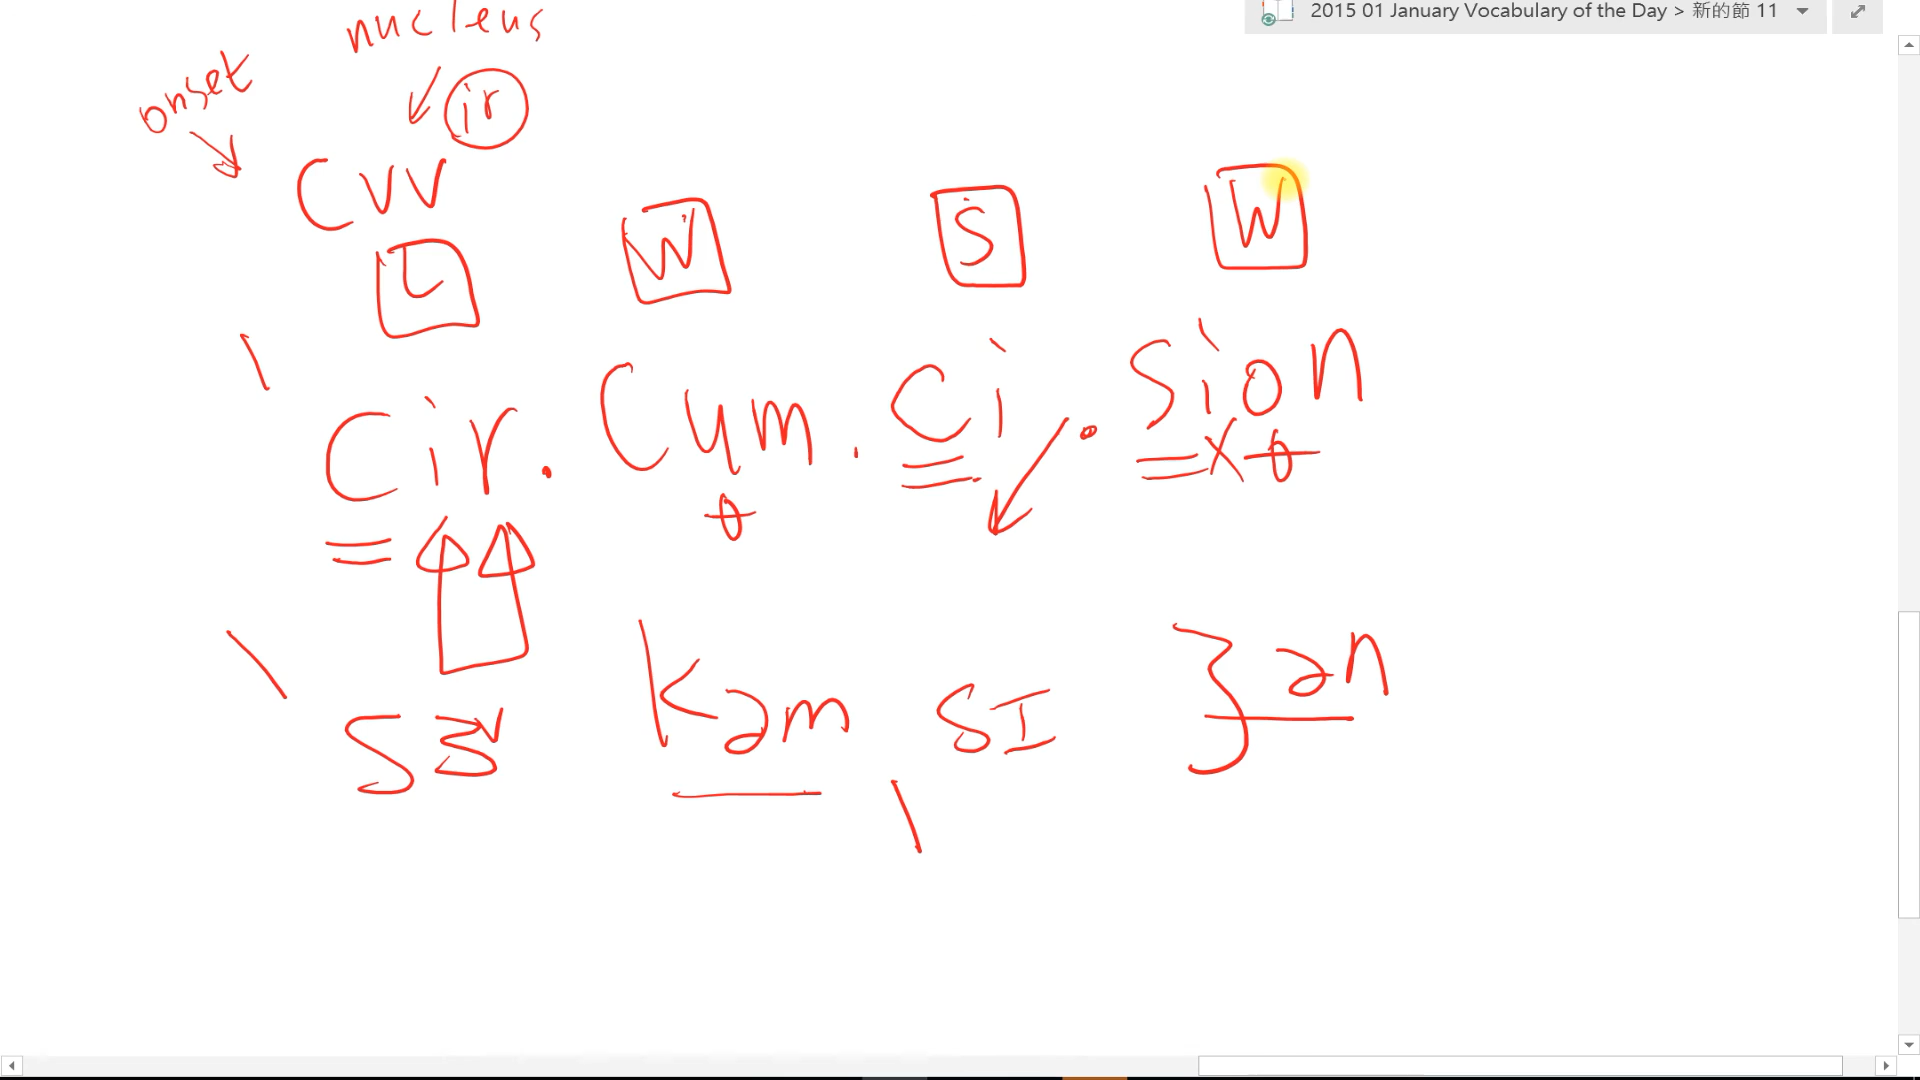 2015 01 January Vocabulary of the Day > 新的節 11
nucleus
onset
ir
CVV
L W S W
Cir. Cum. Ci. Sion
sɝ kəm sɪ ʒən